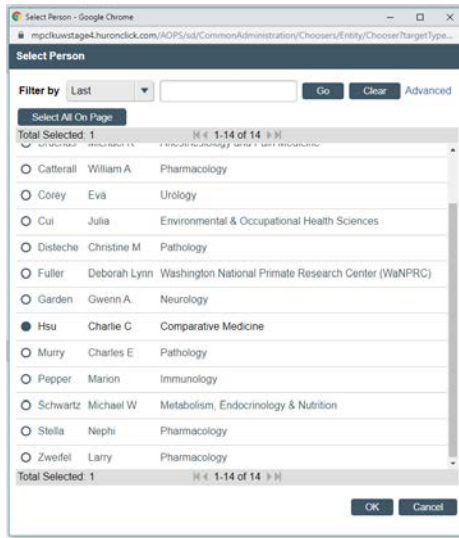 Select Person - Google Chrome
mpclkuwstage4.huronclick.com/AOPS/sd/CommonAdministration/Choosers/Entity/Chooser?targetType...
Select Person
Filter by Last Go Clear Advanced
Select All On Page
Total Selected: 1 1-14 of 14
Catterall William A Pharmacology
Corey Eva Urology
Cui Julia Environmental & Occupational Health Sciences
Disteche Christine M Pathology
Fuller Deborah Lynn Washington National Primate Research Center (WaNPRC)
Garden Gwenn A. Neurology
Hsu Charlie C Comparative Medicine
Murry Charles E Pathology
Pepper Marion Immunology
Schwartz Michael W Metabolism, Endocrinology & Nutrition
Stella Nephi Pharmacology
Zweifel Larry Pharmacology
Total Selected: 1 1-14 of 14
OK Cancel